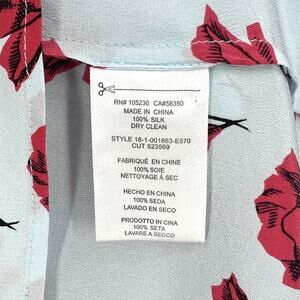 RN# 105230 CA#58350
MADE IN CHINA
100% SILK
DRY CLEAN
STYLE 18-1-001663-E570
CUT 523569
FABRIQUÉ EN CHINE
100% SOIE
NETTOYAGE À SEC
HECHO EN CHINA
100% SEDA
LAVADO EN SECO
PRODOTTO IN CINA
100% SETA
LAVARE A SECCO